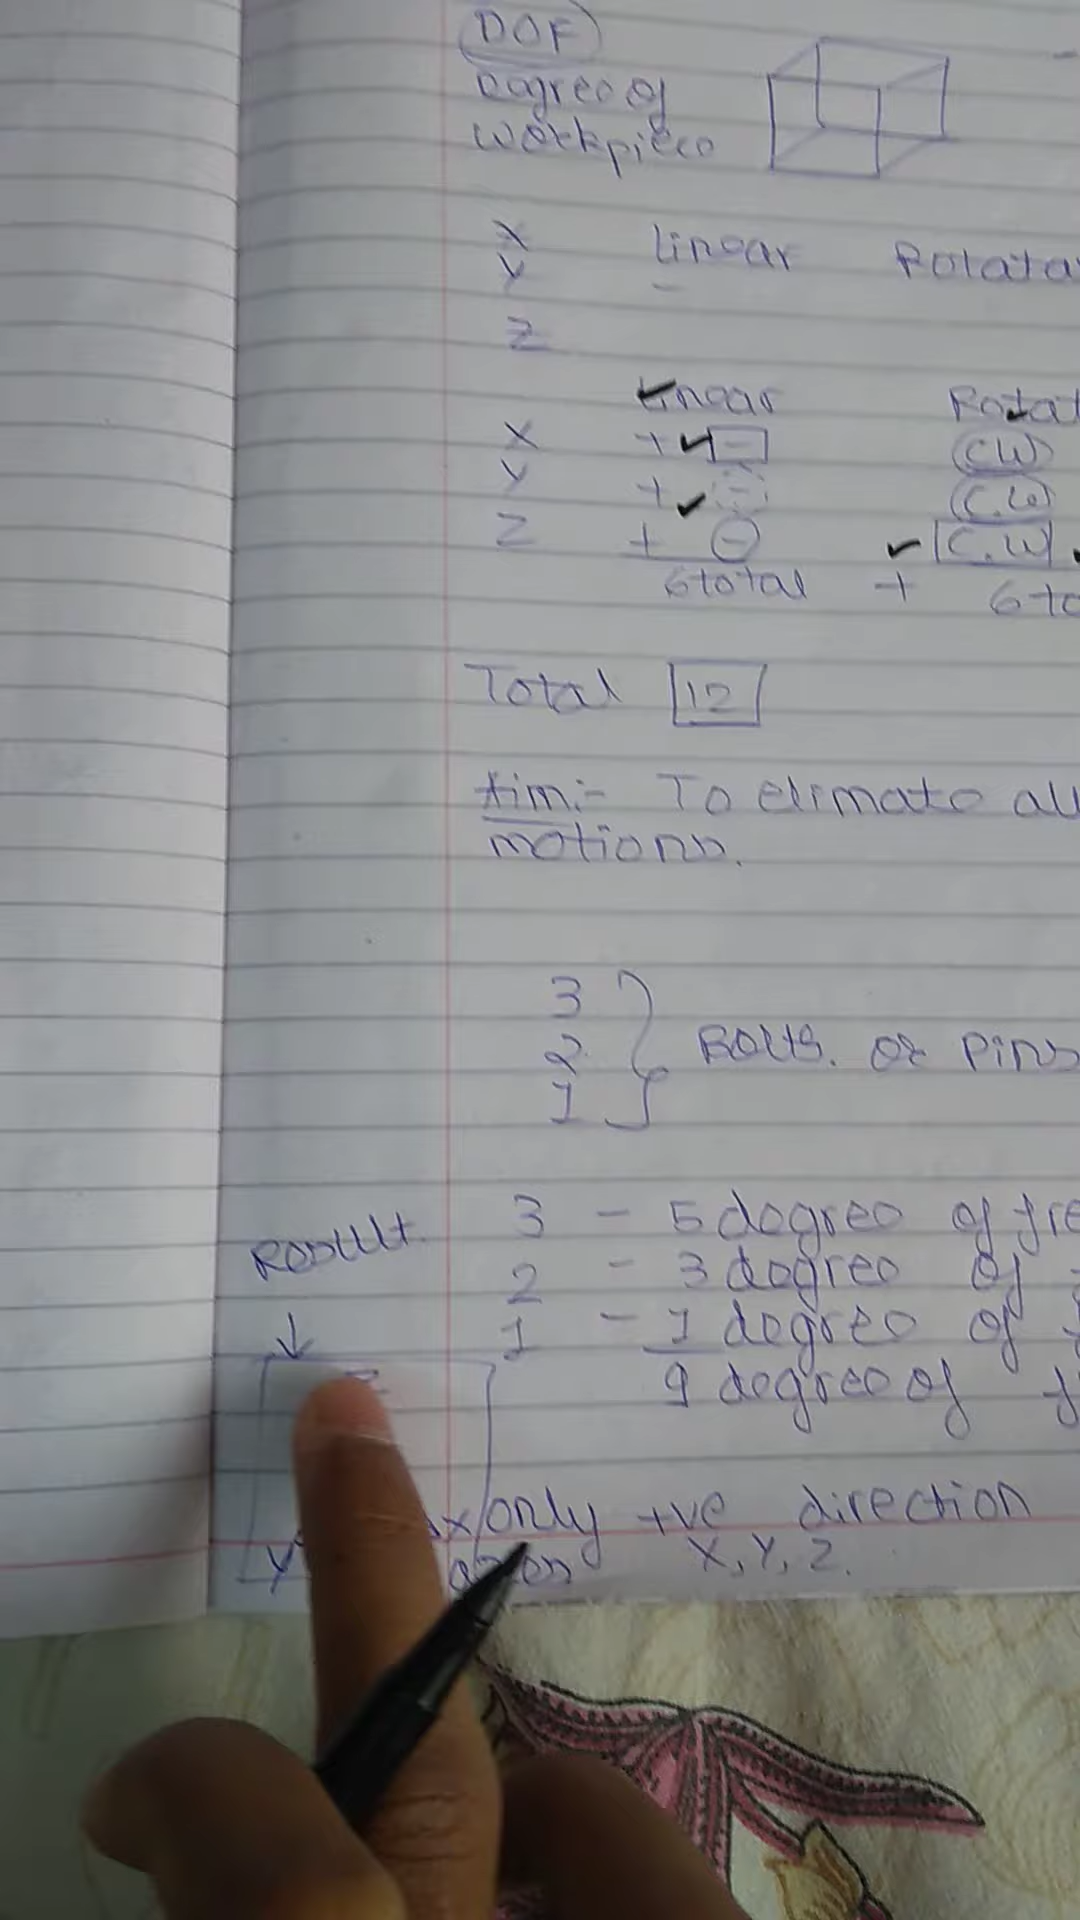 DOF
Degree of
workpiece
X Linear Rotata
Y -
Z
Linear Rotat
X + - CW
Y + - C.W
Z + - C.W
6 total + 6 to
Total 12
Aim:- To elimate all
motions.
3
2
1
Bolts. or Pins
3 - 5 degree of fre
Result.
2 - 3 degree of
1 - 1 degree of f
9 degree of f
Z
X only +ve direction
Y X, Y, Z.